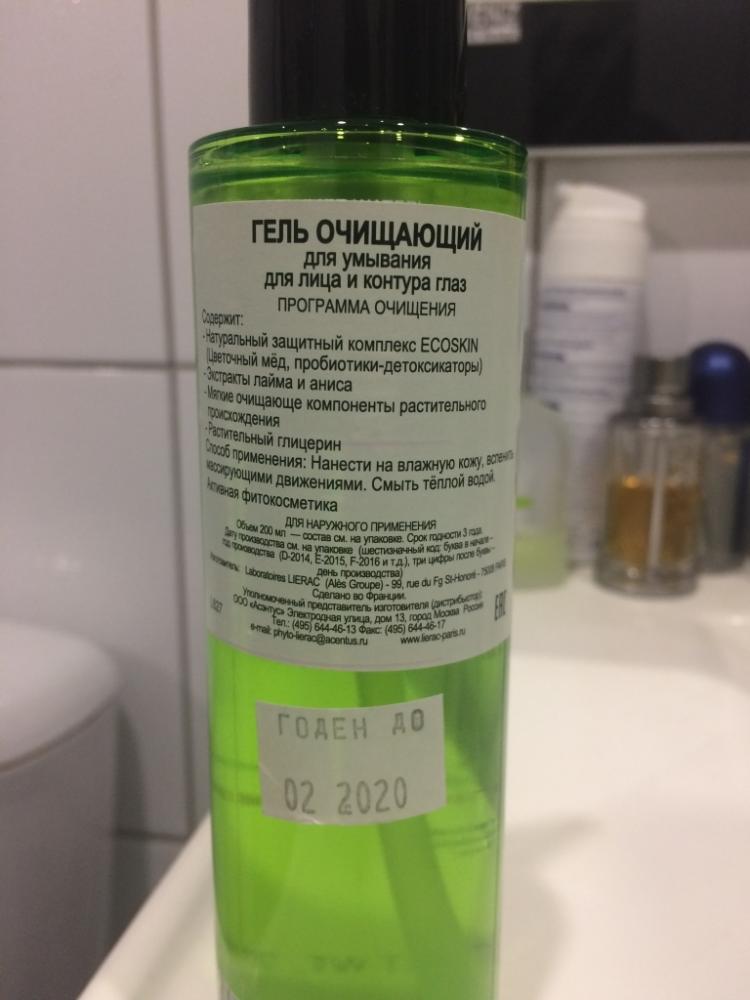 ГЕЛЬ ОЧИЩАЮЩИЙ
для умывания
для лица и контура глаз
ПРОГРАММА ОЧИЩЕНИЯ
Содержит:
-Натуральный защитный комплекс ECOSKIN
(Цветочный мёд, пробиотики-детоксикаторы)
-Экстракты лайма и аниса
-Мягкие очищающе компоненты растительного
происхождения
-Растительный глицерин
Способ применения: Нанести на влажную кожу, вспенить
массирующими движениями. Смыть тёплой водой.
Активная фитокосметика
ДЛЯ НАРУЖНОГО ПРИМЕНЕНИЯ
Объем 200 мл — состав см. на упаковке. Срок годности 3 года.
Дату производства см. на упаковке (шестизначный код: буква в начале –
год производства (D-2014, E-2015, F-2016 и т.д.), три цифры после буквы –
день производства)
Изготовитель: Laboratoires LIERAC (Alès Groupe) - 99, rue du Fg St-Honoré - 75008 PARIS
Сделано во Франции.
Уполномоченный представитель изготовителя (дистрибьютор):
ООО «Асэнтус» Электродная улица, дом 13, город Москва Россия
Тел.: (495) 644-46-13 Факс: (495) 644-46-17
e-mail: phyto-lierac@acentus.ru www.lierac-paris.ru
EAC
ГОДЕН ДО
02 2020